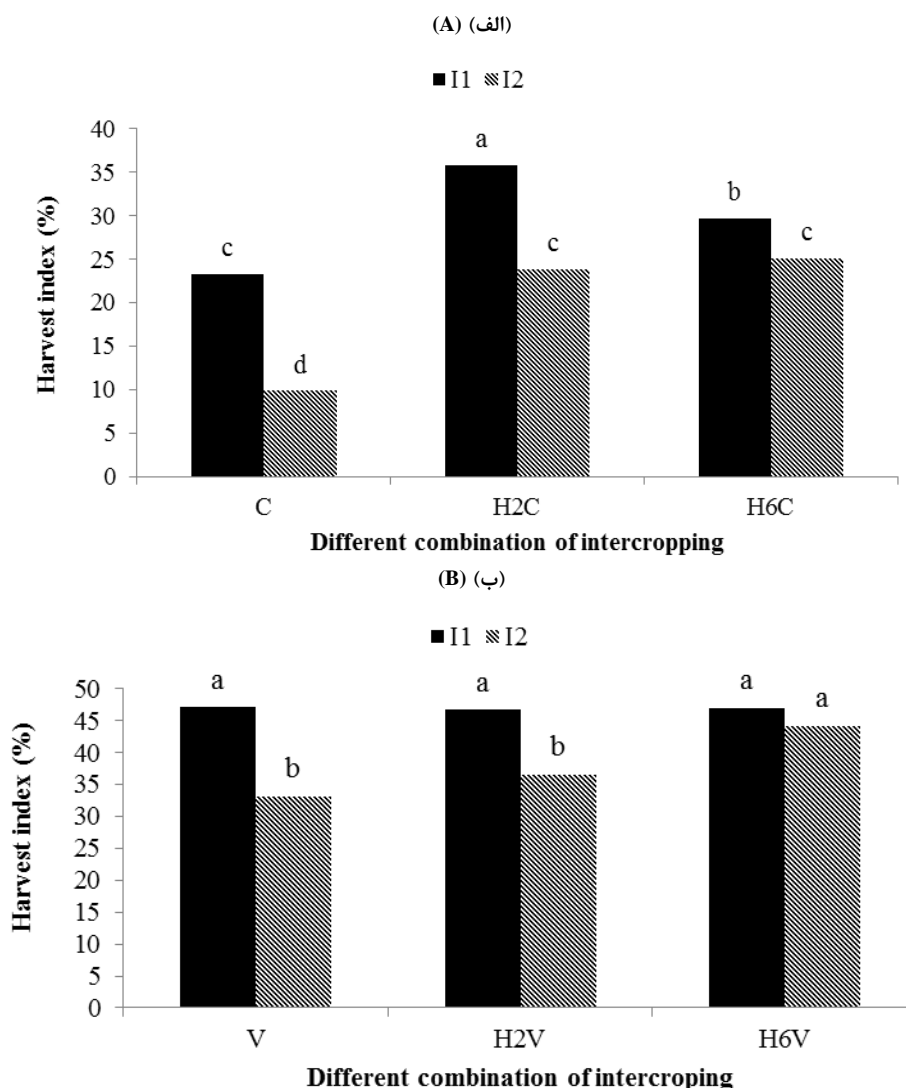 (الف) (A)
I1 I2
Harvest index (%)
40
35
30
25
20
15
10
5
0
c
d
a
c
b
c
C H2C H6C
Different combination of intercropping
(ب) (B)
I1 I2
Harvest index (%)
50
45
40
35
30
25
20
15
10
5
0
a
b
a
b
a
a
V H2V H6V
Different combination of intercroping